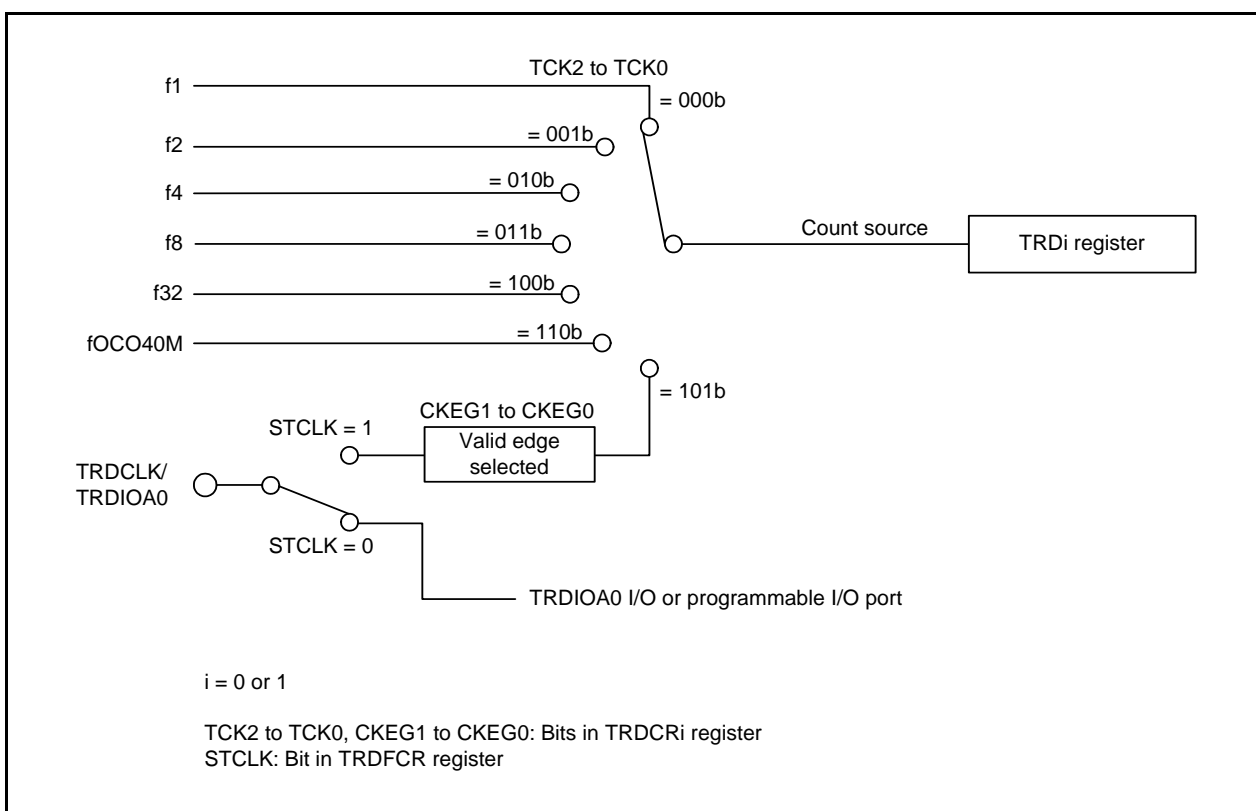 TCK2 to TCK0
f1
= 000b
f2
= 001b
f4
= 010b
f8
= 011b
Count source
TRDi register
f32
= 100b
fOCO40M
= 110b
= 101b
CKEG1 to CKEG0
STCLK = 1
Valid edge
selected
TRDCLK/
TRDIOA0
STCLK = 0
TRDIOA0 I/O or programmable I/O port
i = 0 or 1
TCK2 to TCK0, CKEG1 to CKEG0: Bits in TRDCRi register
STCLK: Bit in TRDFCR register